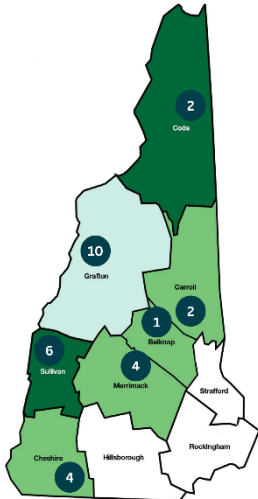 2
Coös
10
Grafton
Carroll
2
1
Belknap
6
Sullivan
4
Merrimack
Strafford
Cheshire
4
Hillsborough
Rockingham